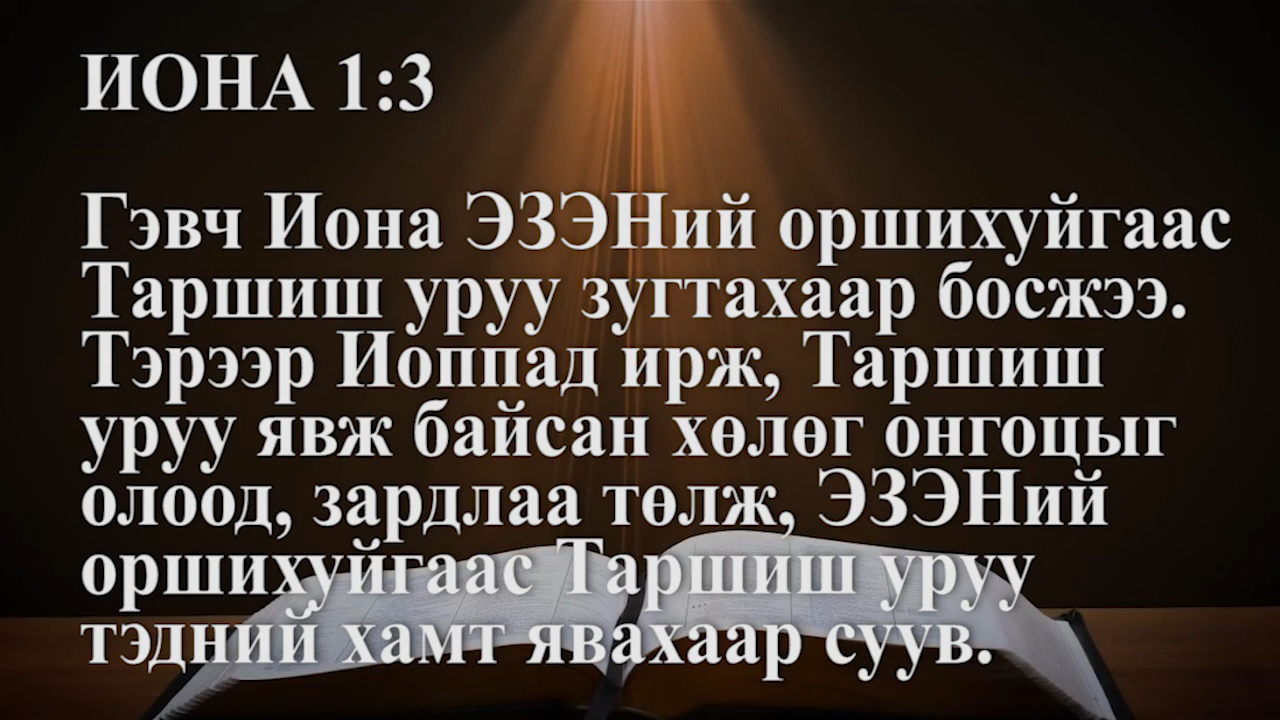 ИОНА 1:3
Гэвч Иона ЭЗЭНий оршихуйгаас
Таршиш уруу зугтахаар босжээ.
Тэрээр Иоппад ирж, Таршиш
уруу явж байсан хөлөг онгоцыг
олоод, зардлаа төлж, ЭЗЭНий
оршихуйгаас Таршиш уруу
тэдний хамт явахаар суув.